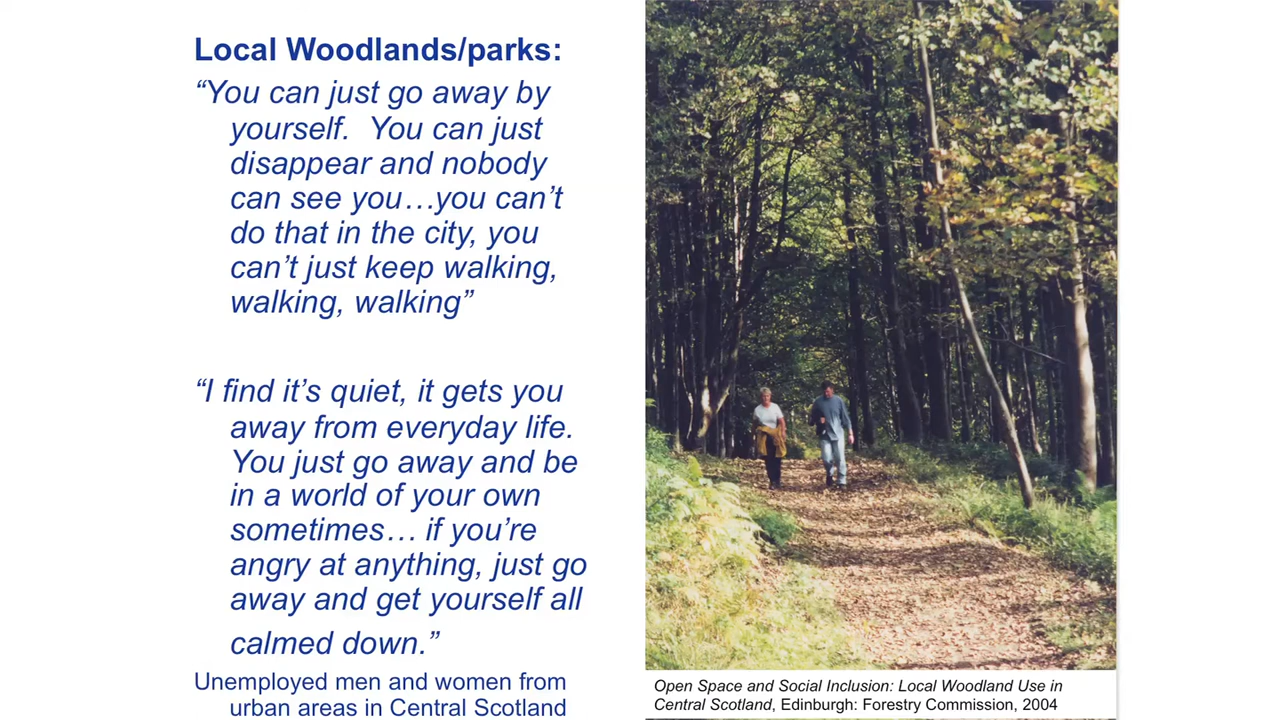 Local Woodlands/parks:
“You can just go away by
yourself.  You can just
disappear and nobody
can see you…you can’t
do that in the city, you
can’t just keep walking,
walking, walking”
“I find it’s quiet, it gets you
away from everyday life.
You just go away and be
in a world of your own
sometimes… if you’re
angry at anything, just go
away and get yourself all
calmed down.”
Unemployed men and women from
urban areas in Central Scotland
Open Space and Social Inclusion: Local Woodland Use in
Central Scotland, Edinburgh: Forestry Commission, 2004